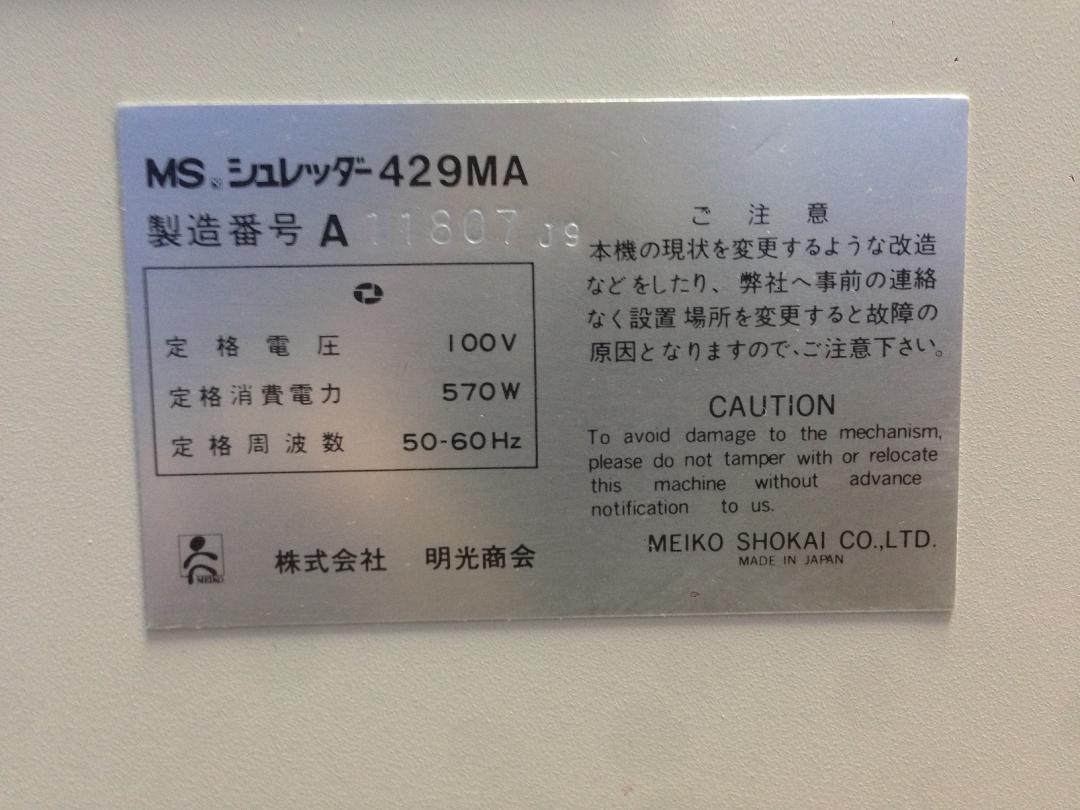 MS シュレッダー 429MA
製造番号 A 11807 J9
定格電圧 100V
定格消費電力 570W
定格周波数 50-60Hz
MEIKO
株式会社 明光商会
ご注意
本機の現状を変更するような改造
などをしたり、弊社へ事前の連絡
なく設置場所を変更すると故障の
原因となりますので、ご注意下さい。
CAUTION
To avoid damage to the mechanism,
please do not tamper with or relocate
this machine without advance
notification to us.
MEIKO SHOKAI CO.,LTD.
MADE IN JAPAN